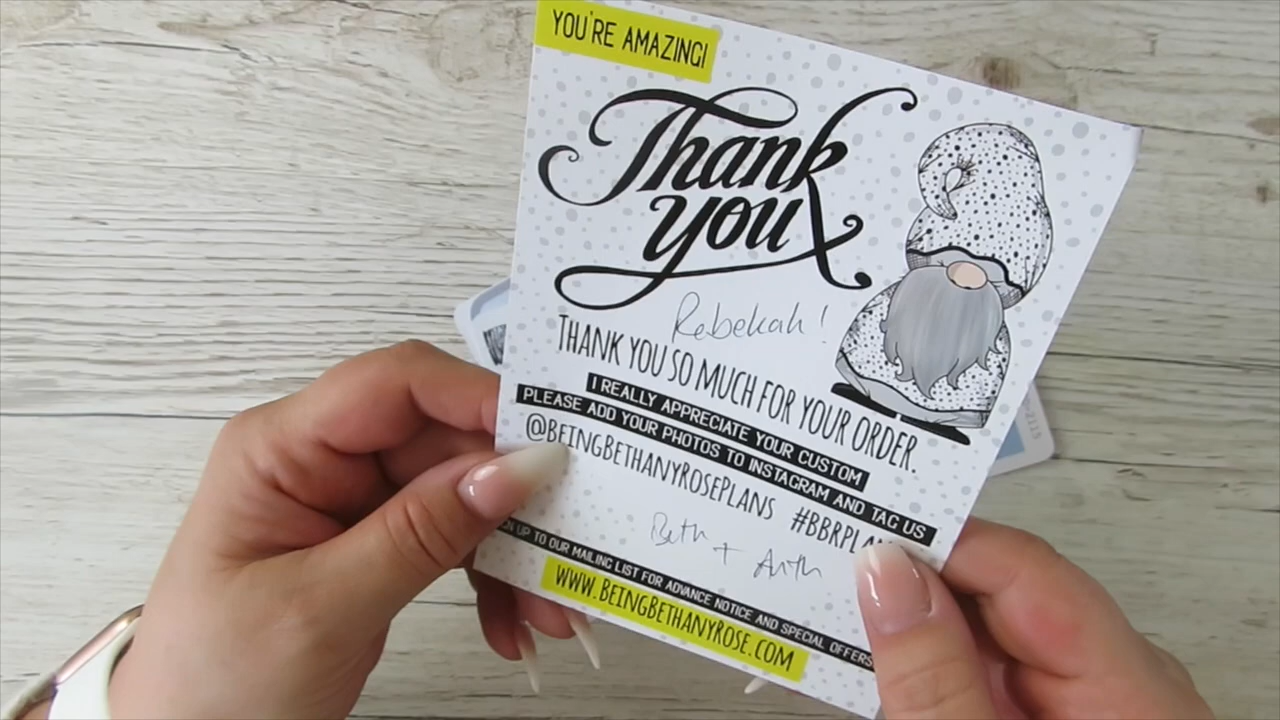 YOU'RE AMAZING!
Thank
you
Rebekah!
THANK YOU SO MUCH FOR YOUR ORDER.
I REALLY APPRECIATE YOUR CUSTOM
PLEASE ADD YOUR PHOTOS TO INSTAGRAM AND TAG US
@BEINGBETHANYROSEPLANS #BBRPLA
Beth + Anth
UP TO OUR MAILING LIST FOR ADVANCE NOTICE AND SPECIAL OFFERS
WWW.BEINGBETHANYROSE.COM